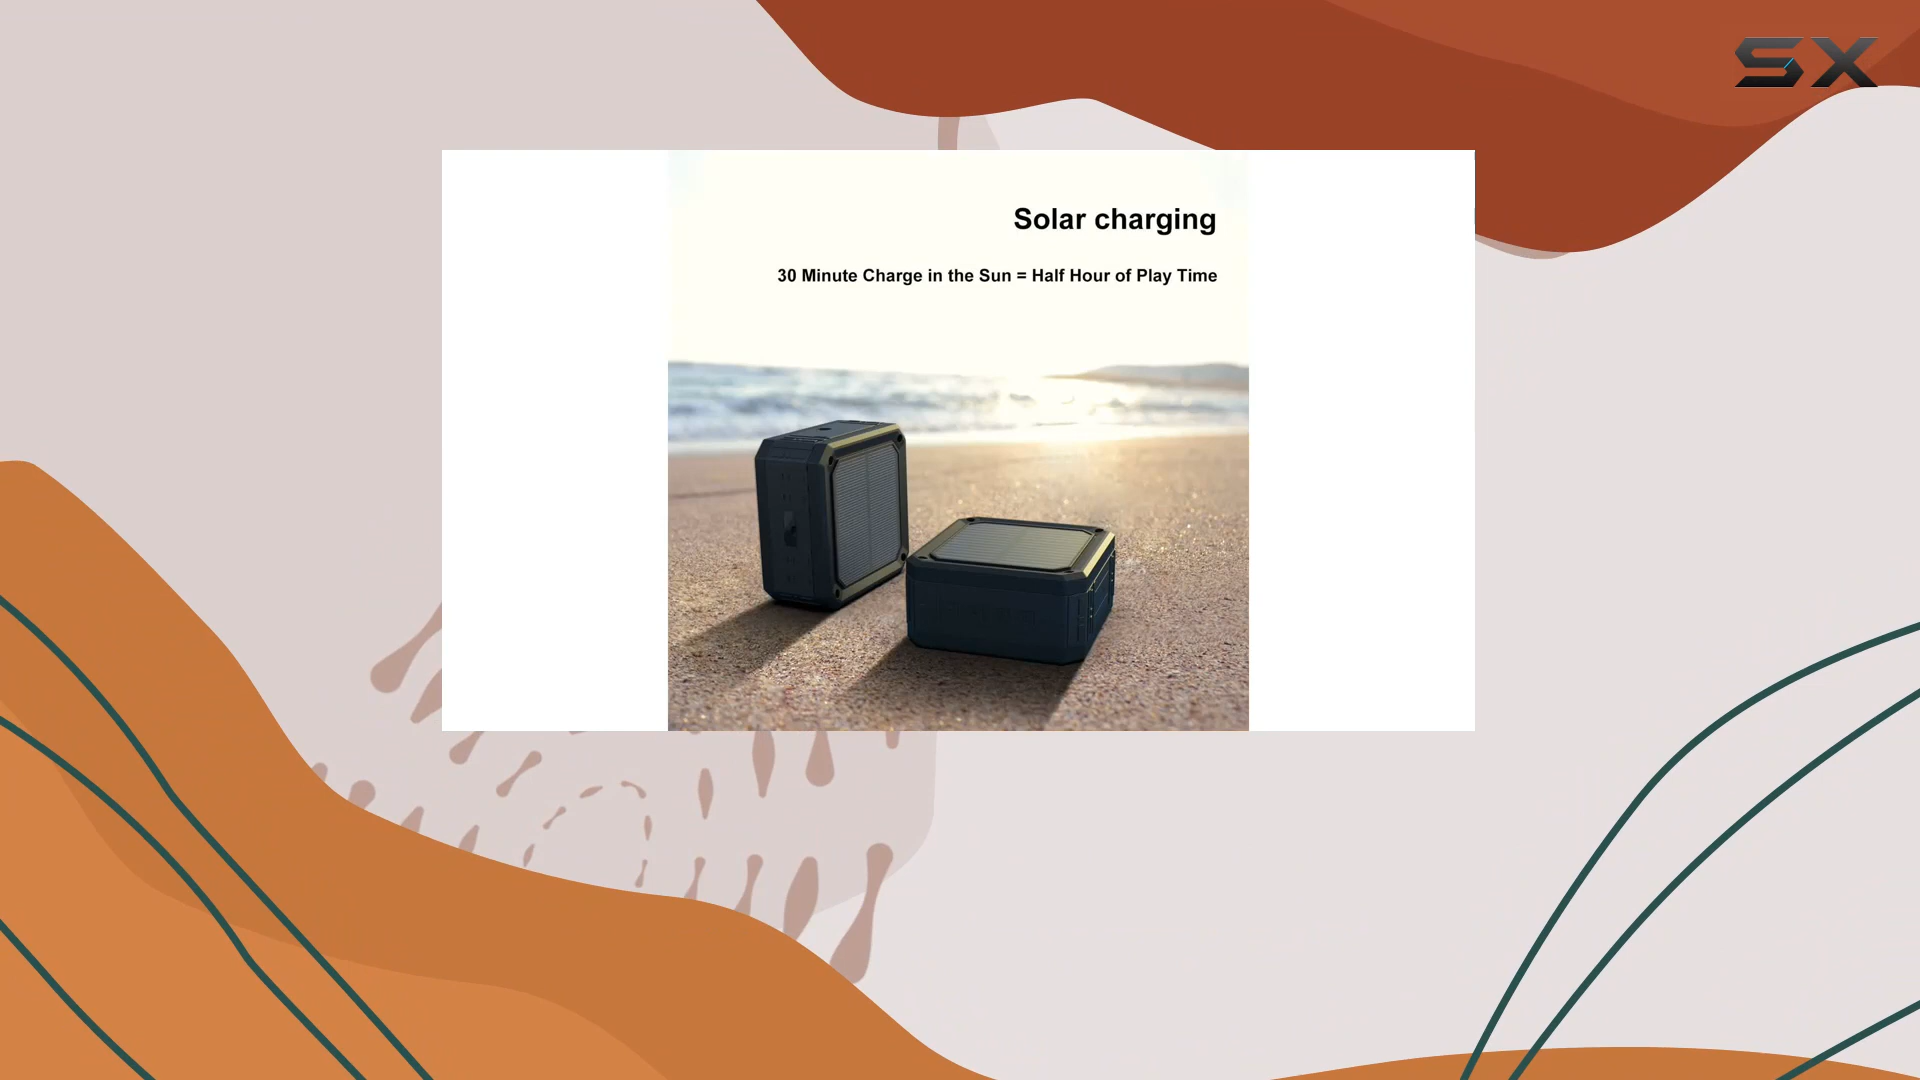 SX
Solar charging
30 Minute Charge in the Sun = Half Hour of Play Time